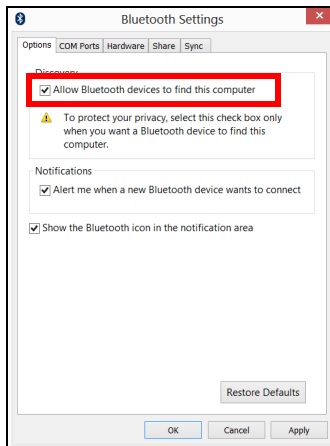 Bluetooth Settings
Options COM Ports Hardware Share Sync
Discovery
Allow Bluetooth devices to find this computer
To protect your privacy, select this check box only
when you want a Bluetooth device to find this
computer.
Notifications
Alert me when a new Bluetooth device wants to connect
Show the Bluetooth icon in the notification area
Restore Defaults
OK Cancel Apply